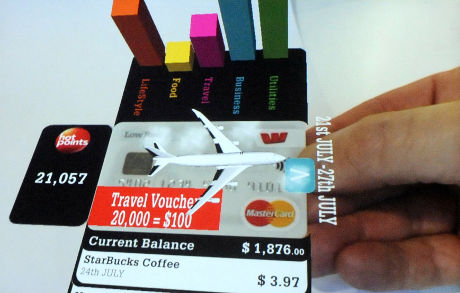 LifeStyle
Food
Travel
Business
Utilities
21st JULY - 27th JULY
hot
points
21,057
Low
Travel Voucher
20,000 = $100
MasterCard
Current Balance
$ 1,876.00
StarBucks Coffee
24th JULY
$ 3.97